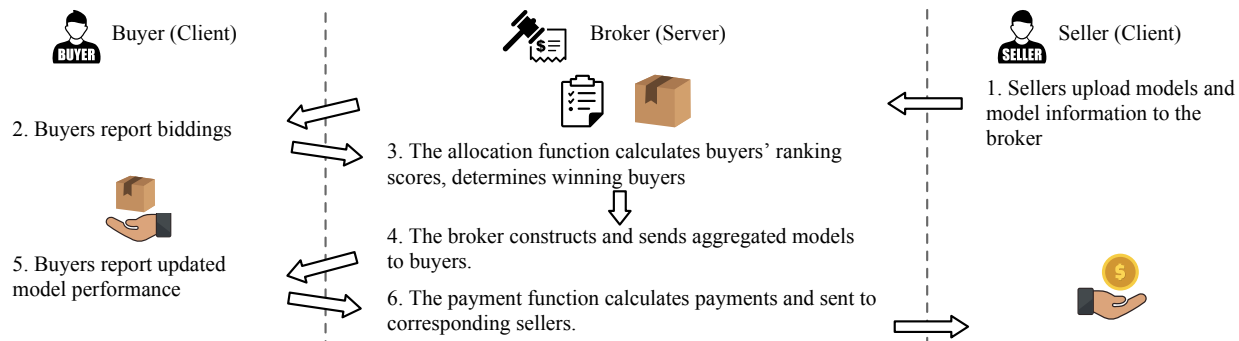 Buyer (Client)
BUYER
Broker (Server)
$
Seller (Client)
SELLER
1. Sellers upload models and
model information to the
broker
2. Buyers report biddings
3. The allocation function calculates buyers’ ranking
scores, determines winning buyers
4. The broker constructs and sends aggregated models
to buyers.
5. Buyers report updated
model performance
6. The payment function calculates payments and sent to
corresponding sellers.
$